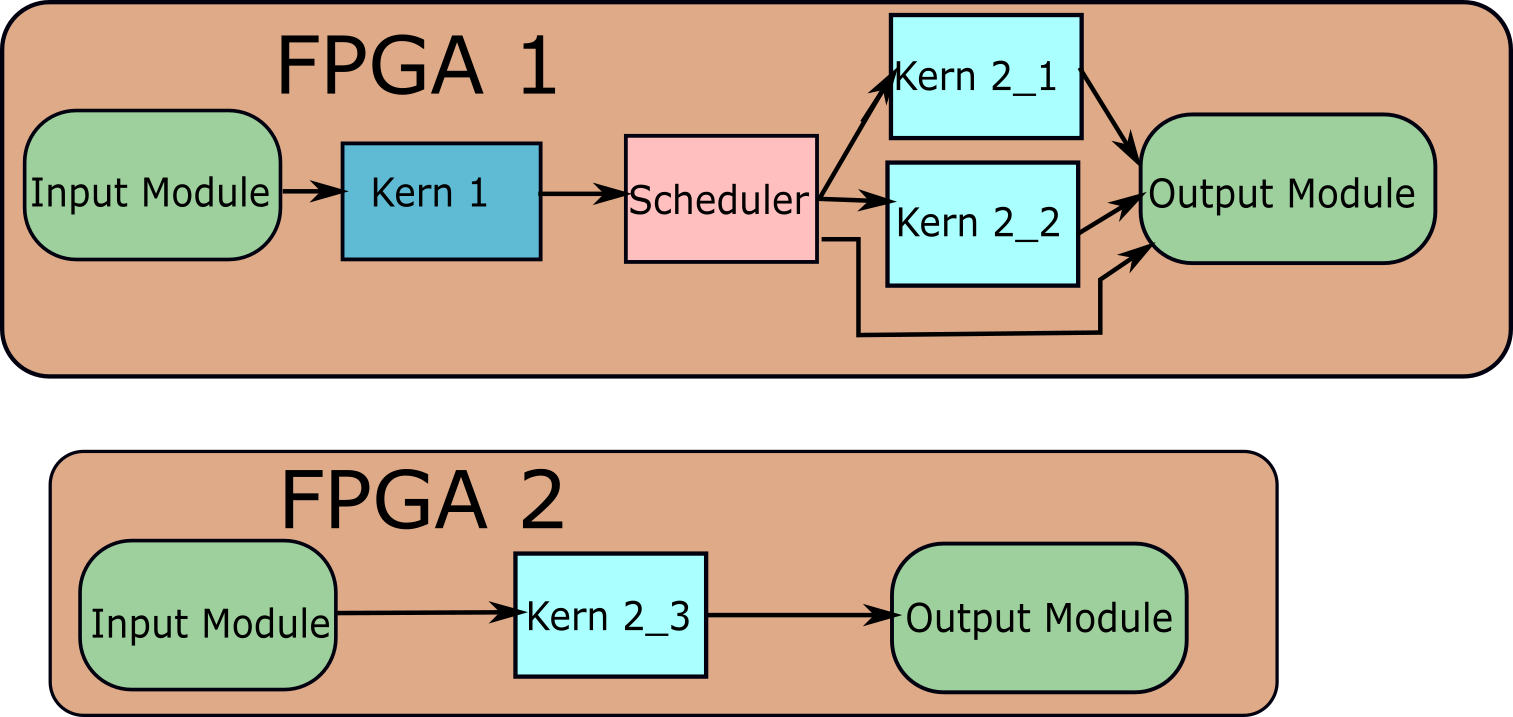 FPGA 1
Input Module
Kern 1
Scheduler
Kern 2_1
Kern 2_2
Output Module
FPGA 2
Input Module
Kern 2_3
Output Module